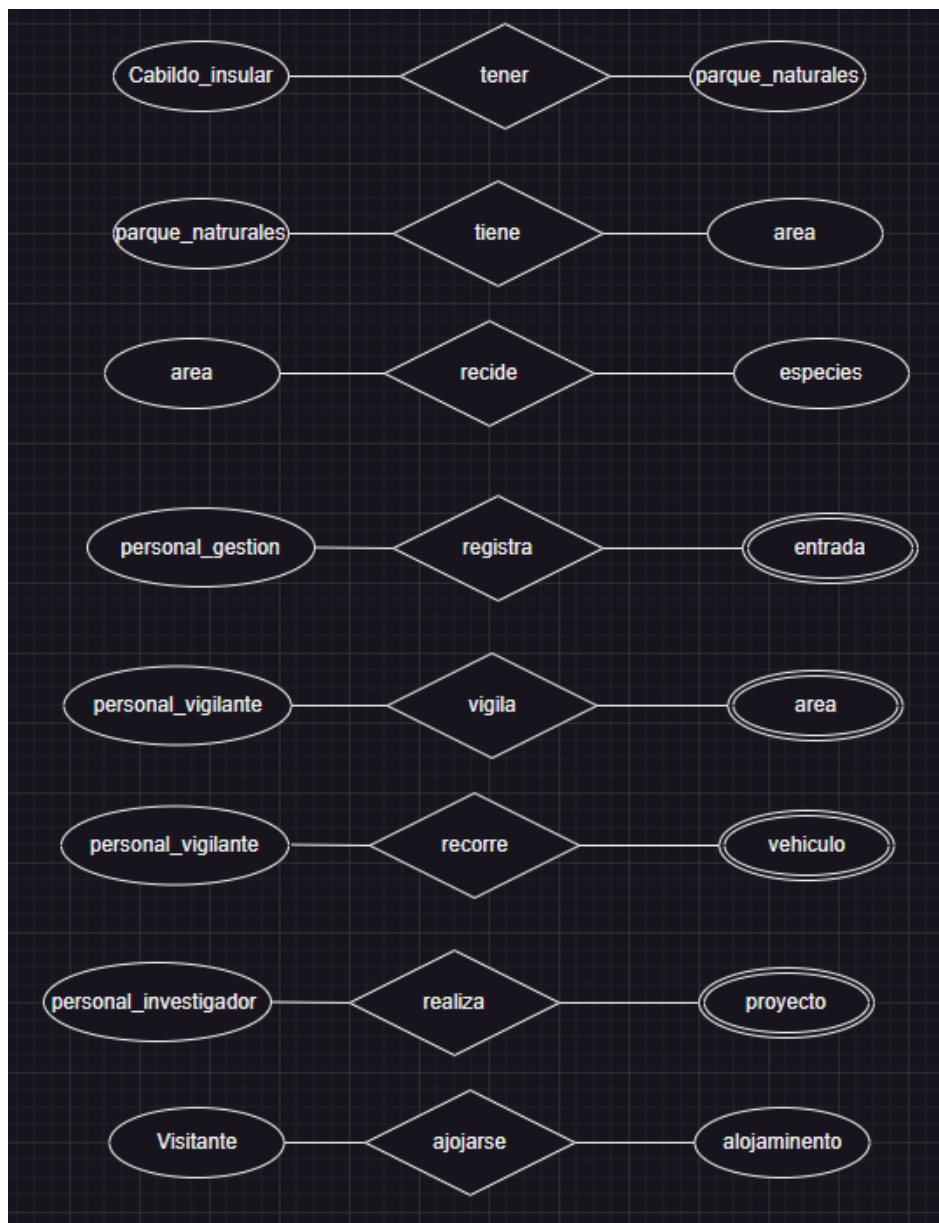 Cabildo_insular tener parque_naturales
parque_natrurales tiene area
area recide especies
personal_gestion registra entrada
personal_vigilante vigila area
personal_vigilante recorre vehiculo
personal_investigador realiza proyecto
Visitante ajojarse alojaminento